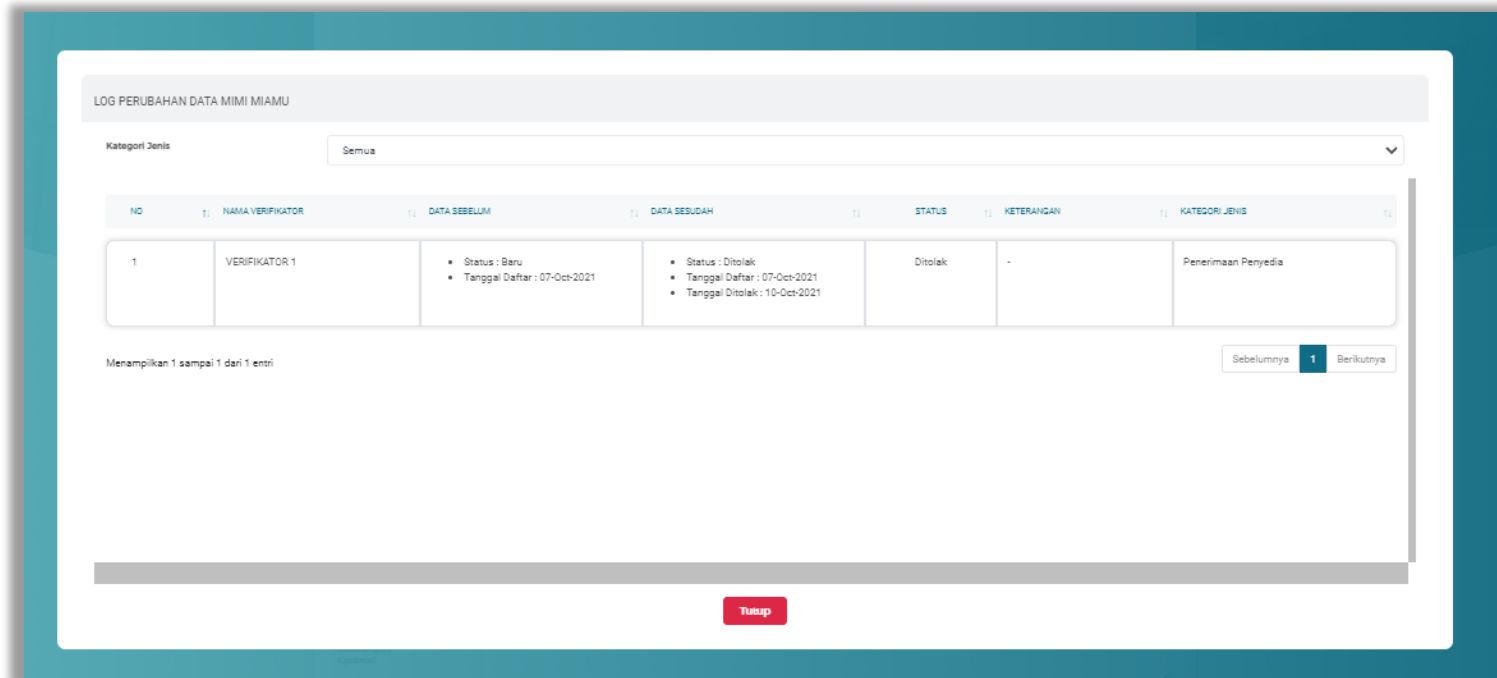 LOG PERUBAHAN DATA MIMI MIAMU
Kategori Jenis
Semua
NO NAMA VERIFIKATOR DATA SEBELUM DATA SESUDAH STATUS KETERANGAN KATEGORI JENIS
1 VERIFIKATOR 1 • Status : Baru • Status : Ditolak Ditolak - Penerimaan Penyedia
• Tanggal Daftar : 07-Oct-2021 • Tanggal Daftar : 07-Oct-2021
• Tanggal Ditolak : 10-Oct-2021
Menampilkan 1 sampai 1 dari 1 entri
Sebelumnya 1 Berikutnya
Tutup